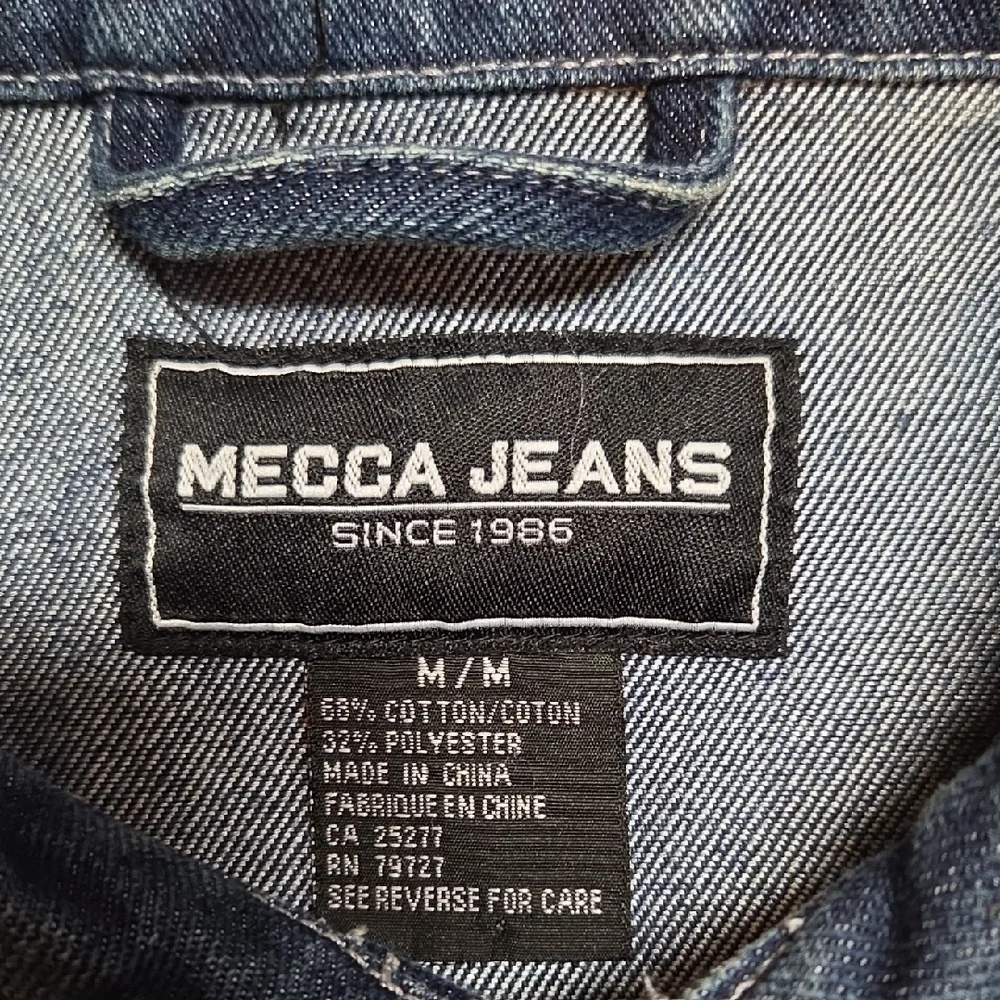 MECCA JEANS
SINCE 1986
M / M
68% COTTON/COTON
32% POLYESTER
MADE IN CHINA
FABRIQUE EN CHINE
CA 25277
RN 79727
SEE REVERSE FOR CARE